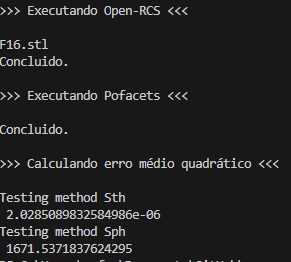 >>> Executando Open-RCS <<<
F16.stl
Concluido.
>>> Executando Pofacets <<<
Concluido.
>>> Calculando erro médio quadrático <<<
Testing method Sth
2.0285089832584986e-06
Testing method Sph
1671.5371837624295